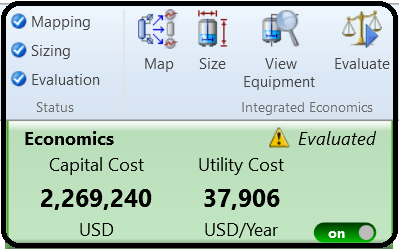 Mapping
Sizing
Evaluation
Status
Map
Size
View
Equipment
Evaluate
Integrated Economics
Economics
Evaluated
Capital Cost
Utility Cost
2,269,240
37,906
USD
USD/Year
on